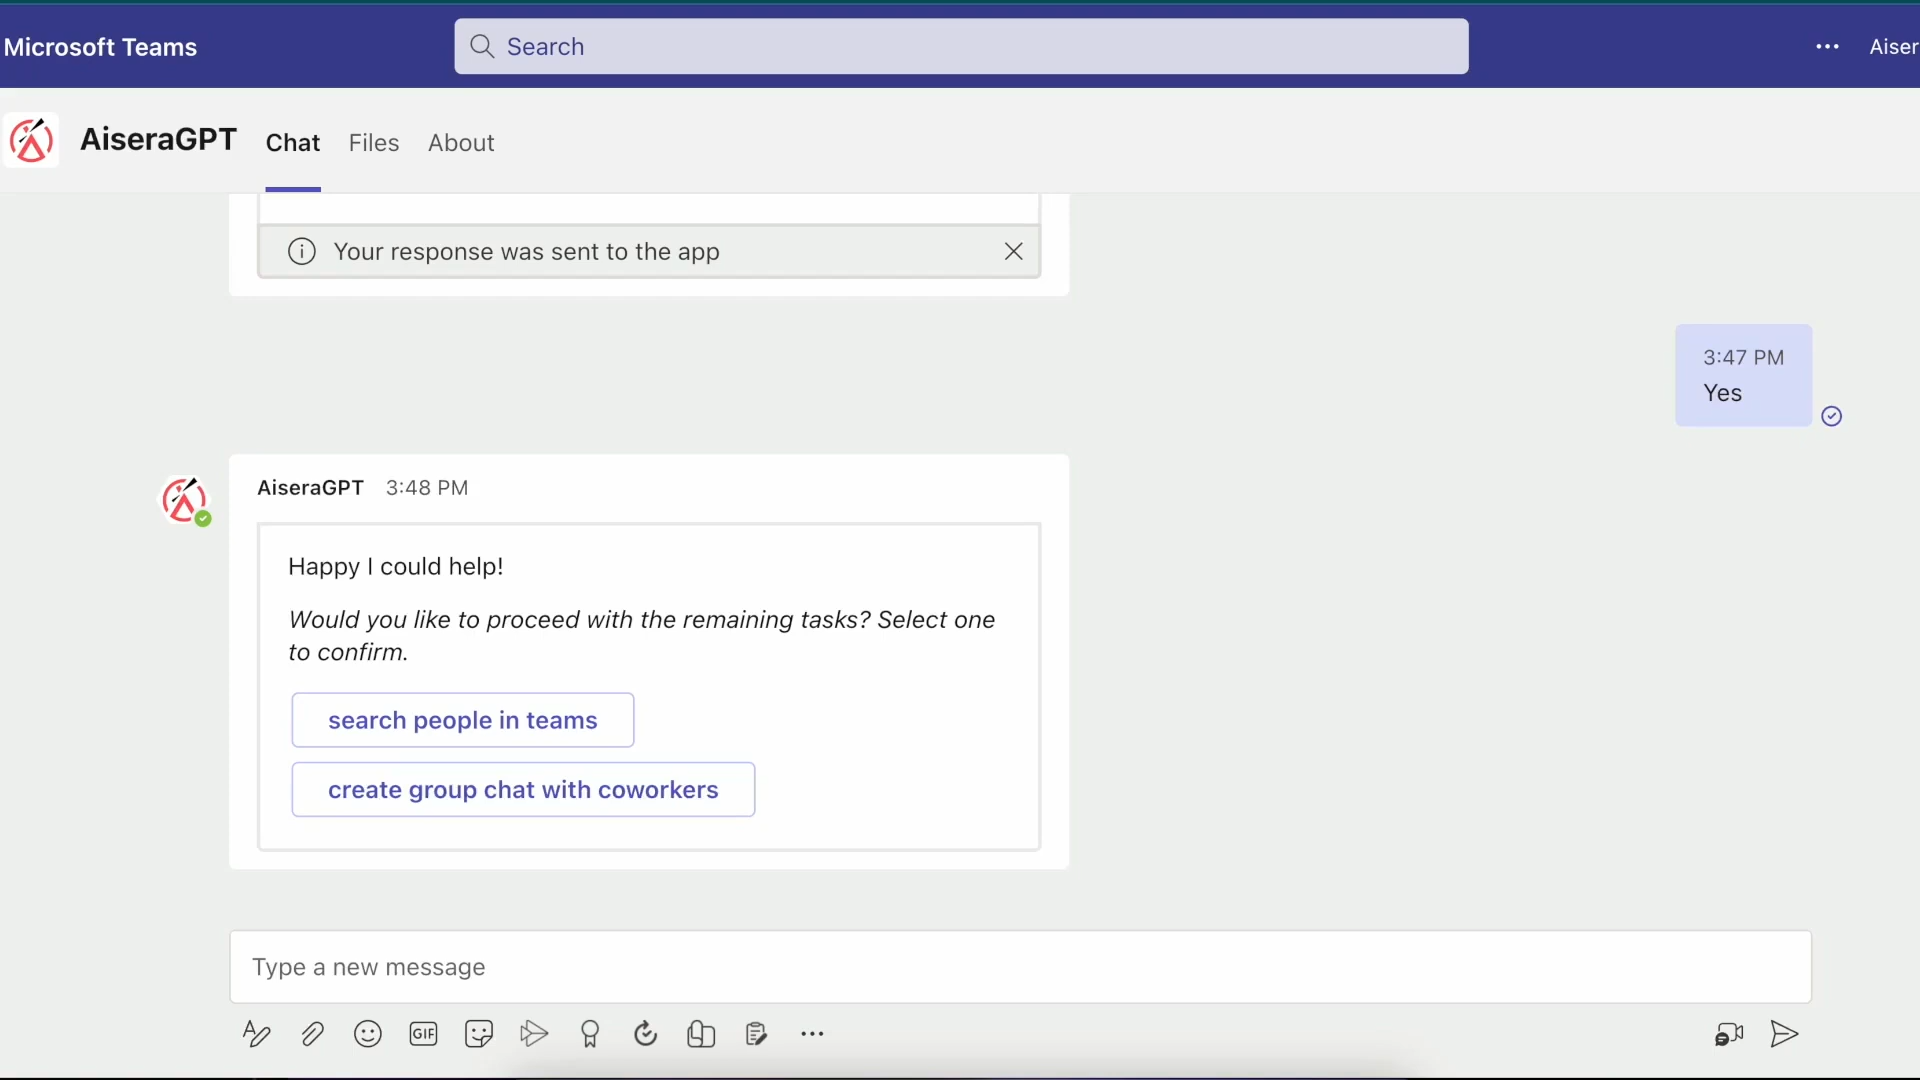 Microsoft Teams
Search
Aiser
AiseraGPT
Chat
Files
About
Your response was sent to the app
3:47 PM
Yes
AiseraGPT 3:48 PM
Happy I could help!
Would you like to proceed with the remaining tasks? Select one
to confirm.
search people in teams
create group chat with coworkers
Type a new message
GIF